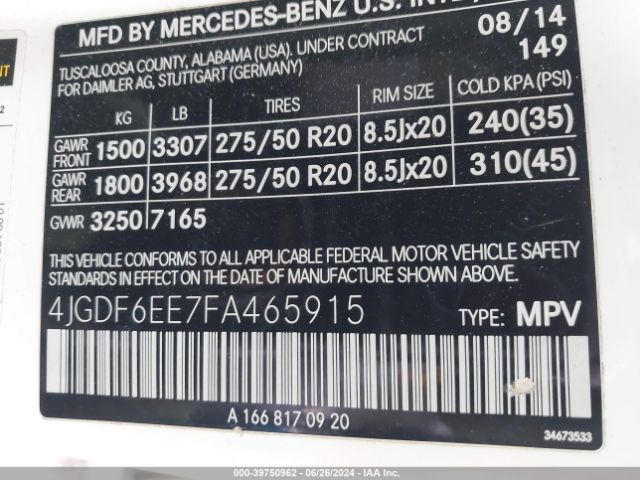 MFD BY MERCEDES-BENZ U.S.
08/14
TUSCALOOSA COUNTY, ALABAMA (USA). UNDER CONTRACT
149
FOR DAIMLER AG, STUTTGART (GERMANY)
KG LB TIRES RIM SIZE COLD KPA(PSI)
GAWR FRONT 1500 3307 275/50 R20 8.5Jx20 240(35)
GAWR REAR 1800 3968 275/50 R20 8.5Jx20 310(45)
GVWR 3250 7165
THIS VEHICLE CONFORMS TO ALL APPLICABLE FEDERAL MOTOR VEHICLE SAFETY
STANDARDS IN EFFECT ON THE DATE OF MANUFACTURE SHOWN ABOVE.
4JGDF6EE7FA465915 TYPE: MPV
A 166 817 09 20
34673533
000-39750962 - 06/26/2024 - IAA Inc.